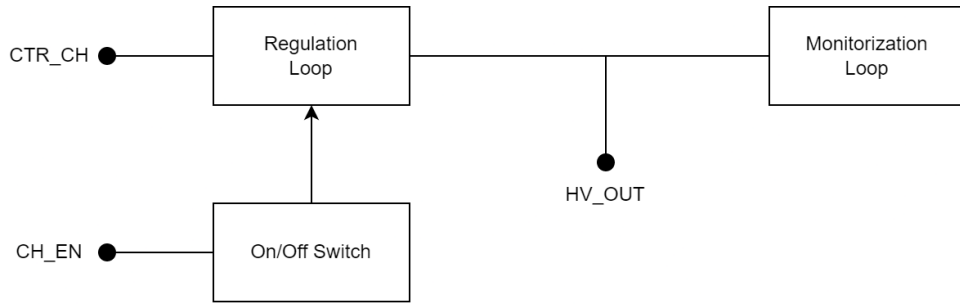 CTR_CH
Regulation
Loop
Monitorization
Loop
HV_OUT
CH_EN
On/Off Switch